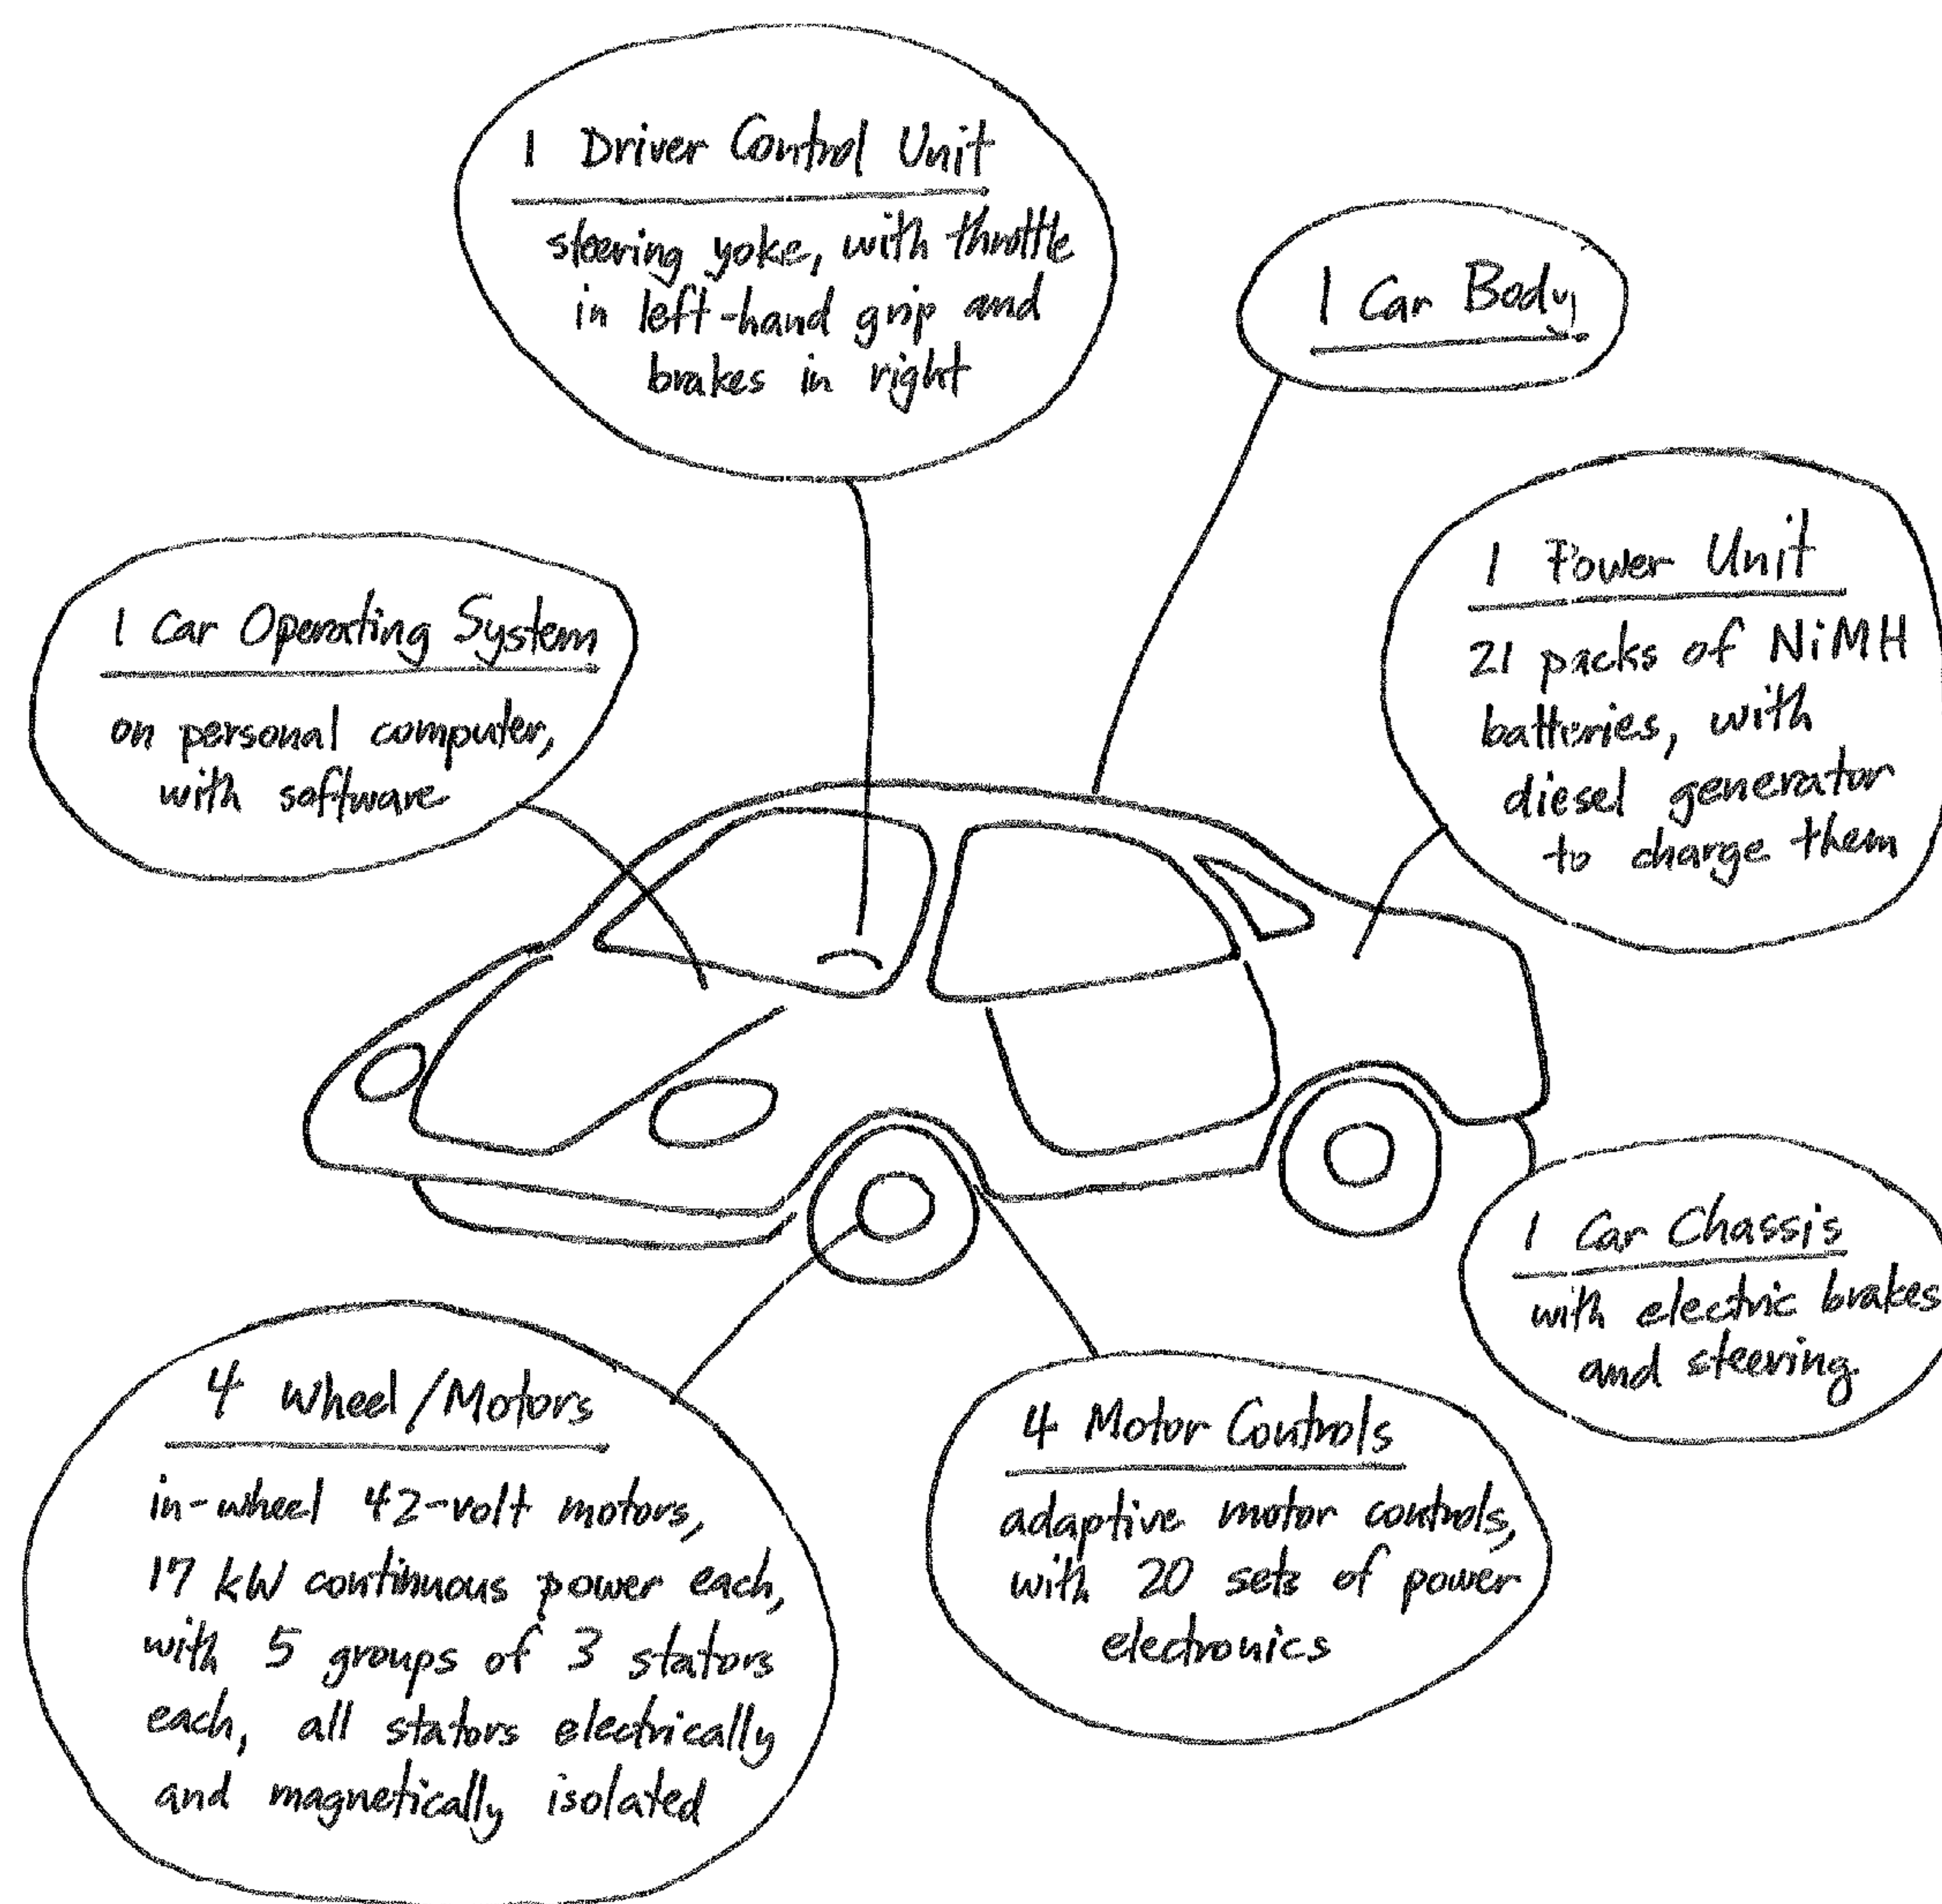 1 Driver Control Unit
steering yoke, with throttle
in left-hand grip and
brakes in right
1 Car Body
1 Car Operating System
on personal computer,
with software
1 Power Unit
21 packs of NiMH
batteries, with
diesel generator
to charge them
1 Car Chassis
with electric brakes
and steering
4 Wheel/Motors
in-wheel 42-volt motors,
17 kW continuous power each,
with 5 groups of 3 stators
each, all stators electrically
and magnetically isolated
4 Motor Controls
adaptive motor controls,
with 20 sets of power
electronics